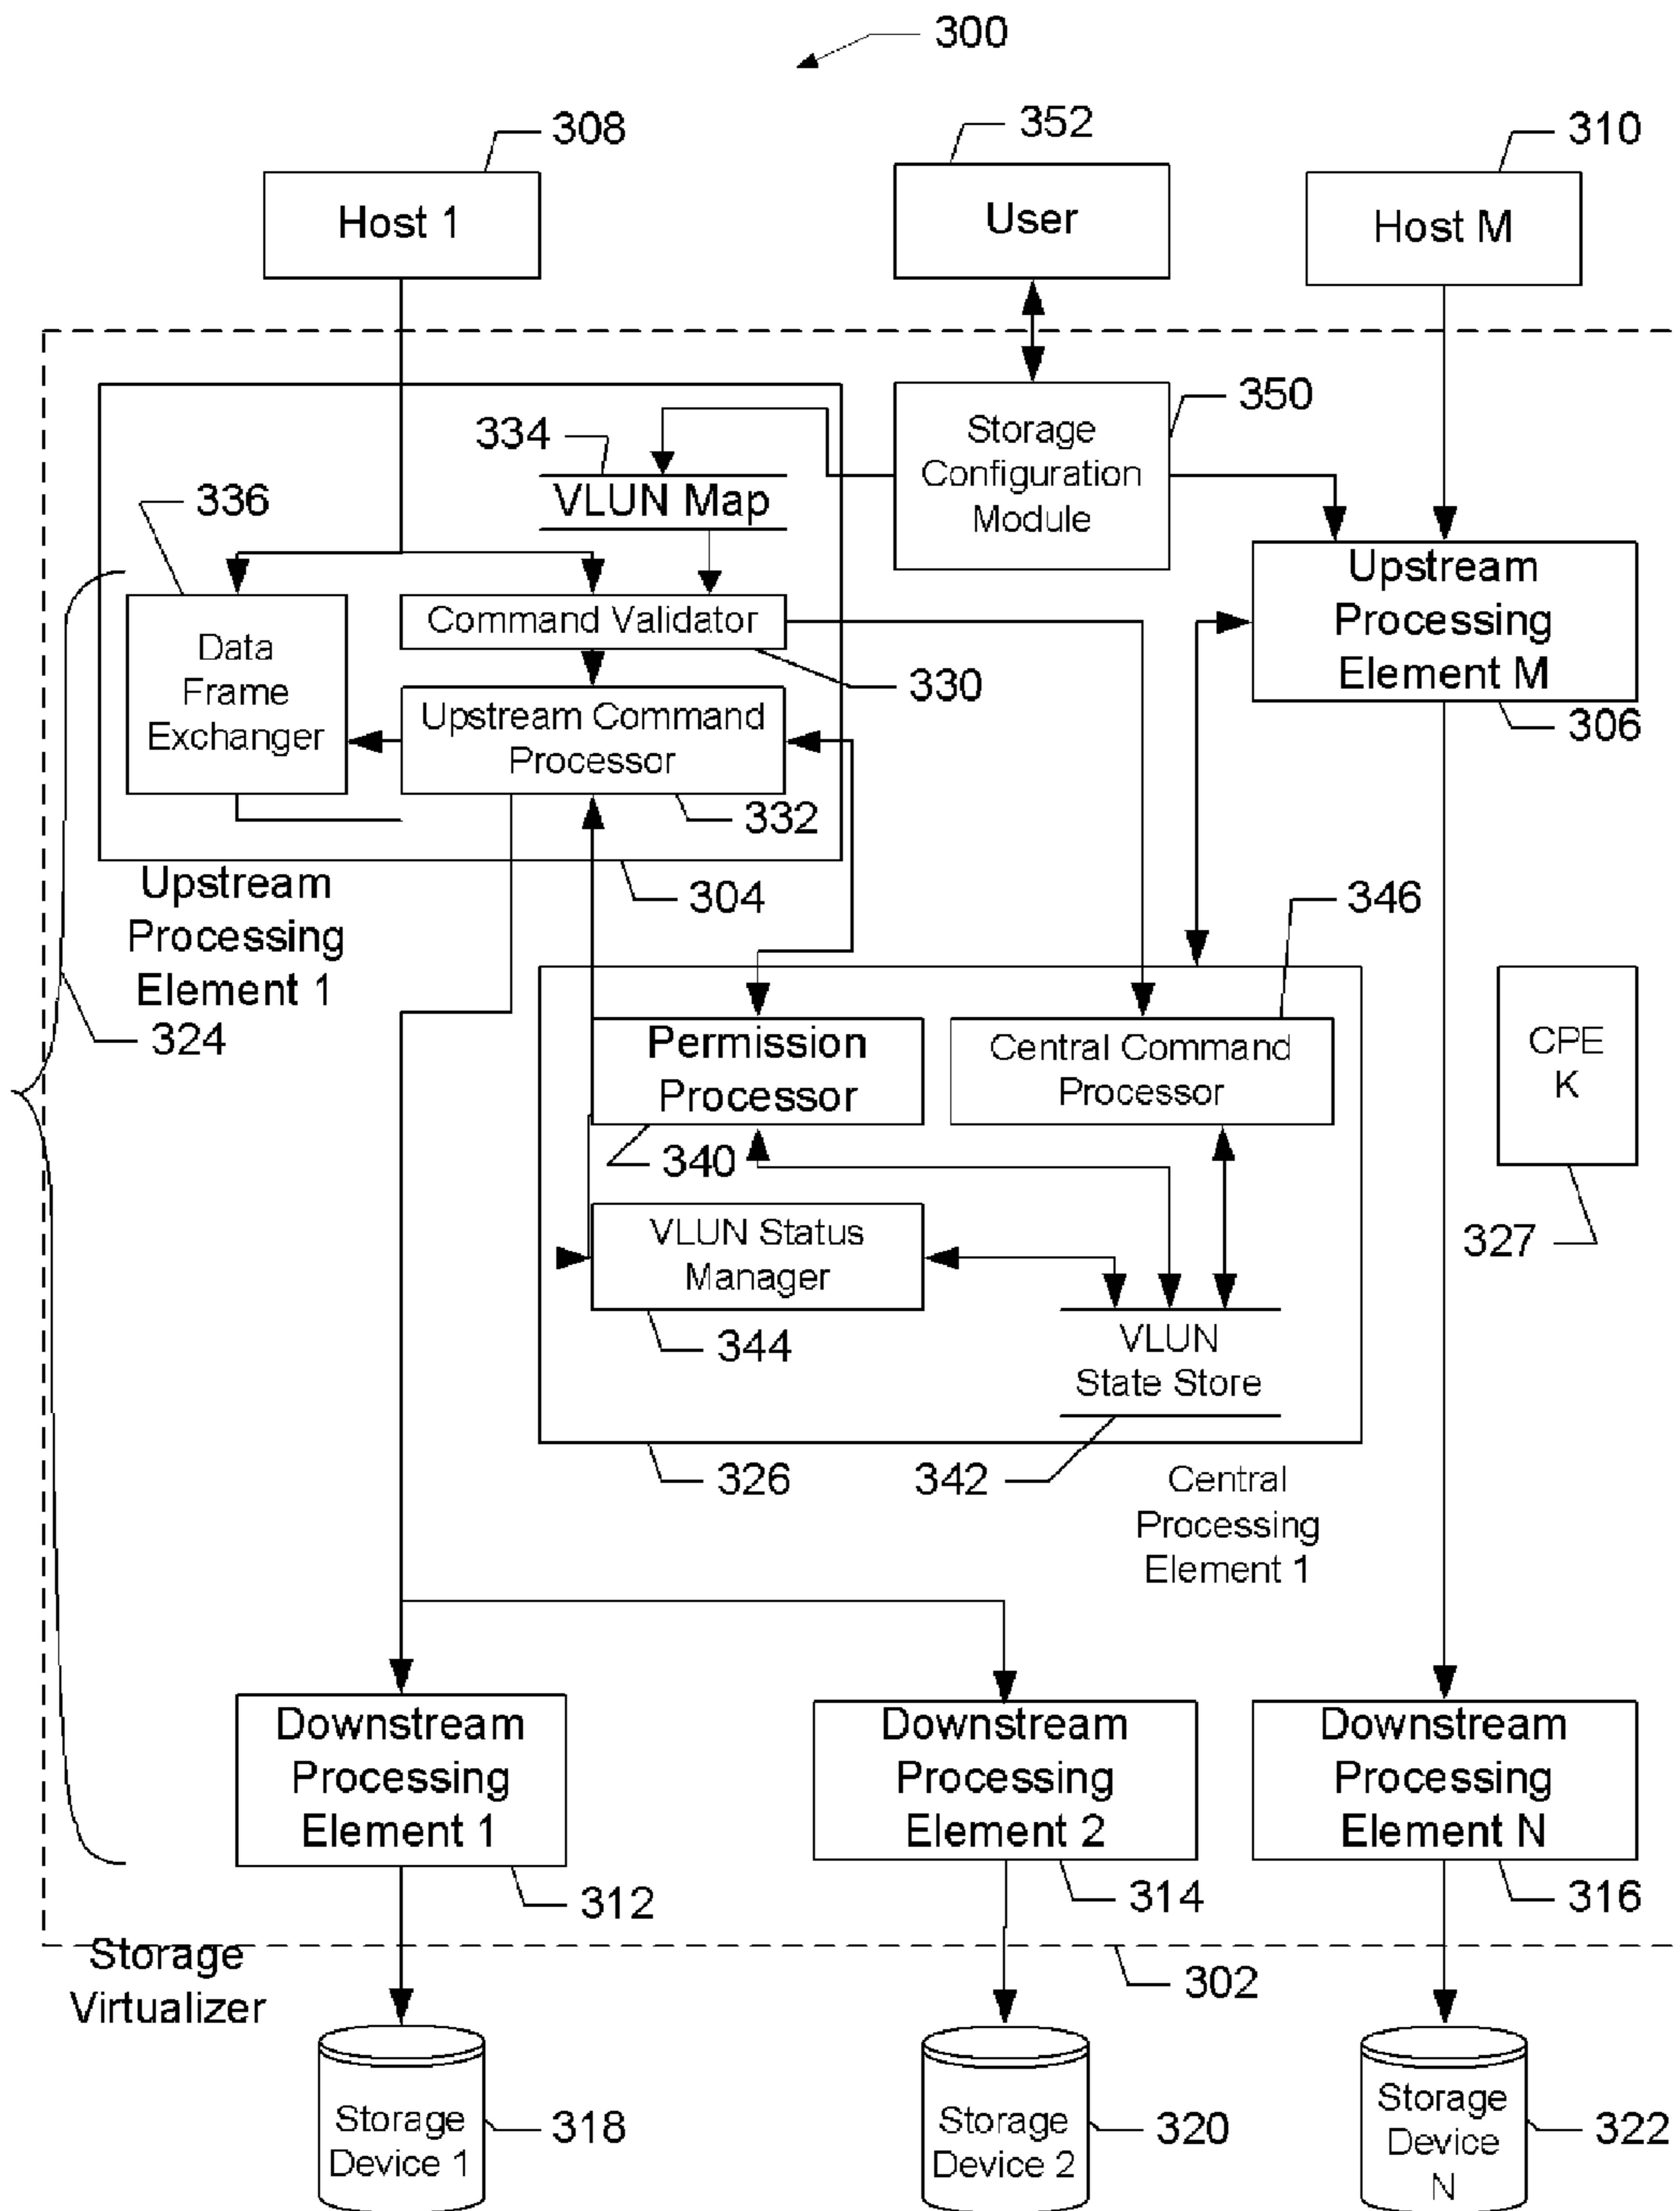 300
308
352
310
Host 1
User
Host M
334
VLUN Map
Storage
Configuration
Module
350
336
Data
Frame
Exchanger
Command Validator
330
Upstream Command
Processor
332
Upstream
Processing
Element M
306
Upstream
Processing
Element 1
304
324
346
Permission
Processor
340
Central Command
Processor
CPE
K
327
VLUN Status
Manager
344
VLUN
State Store
326
342
Central
Processing
Element 1
Downstream
Processing
Element 1
312
Downstream
Processing
Element 2
314
Downstream
Processing
Element N
316
Storage
Virtualizer
302
Storage
Device 1
318
Storage
Device 2
320
Storage
Device
N
322